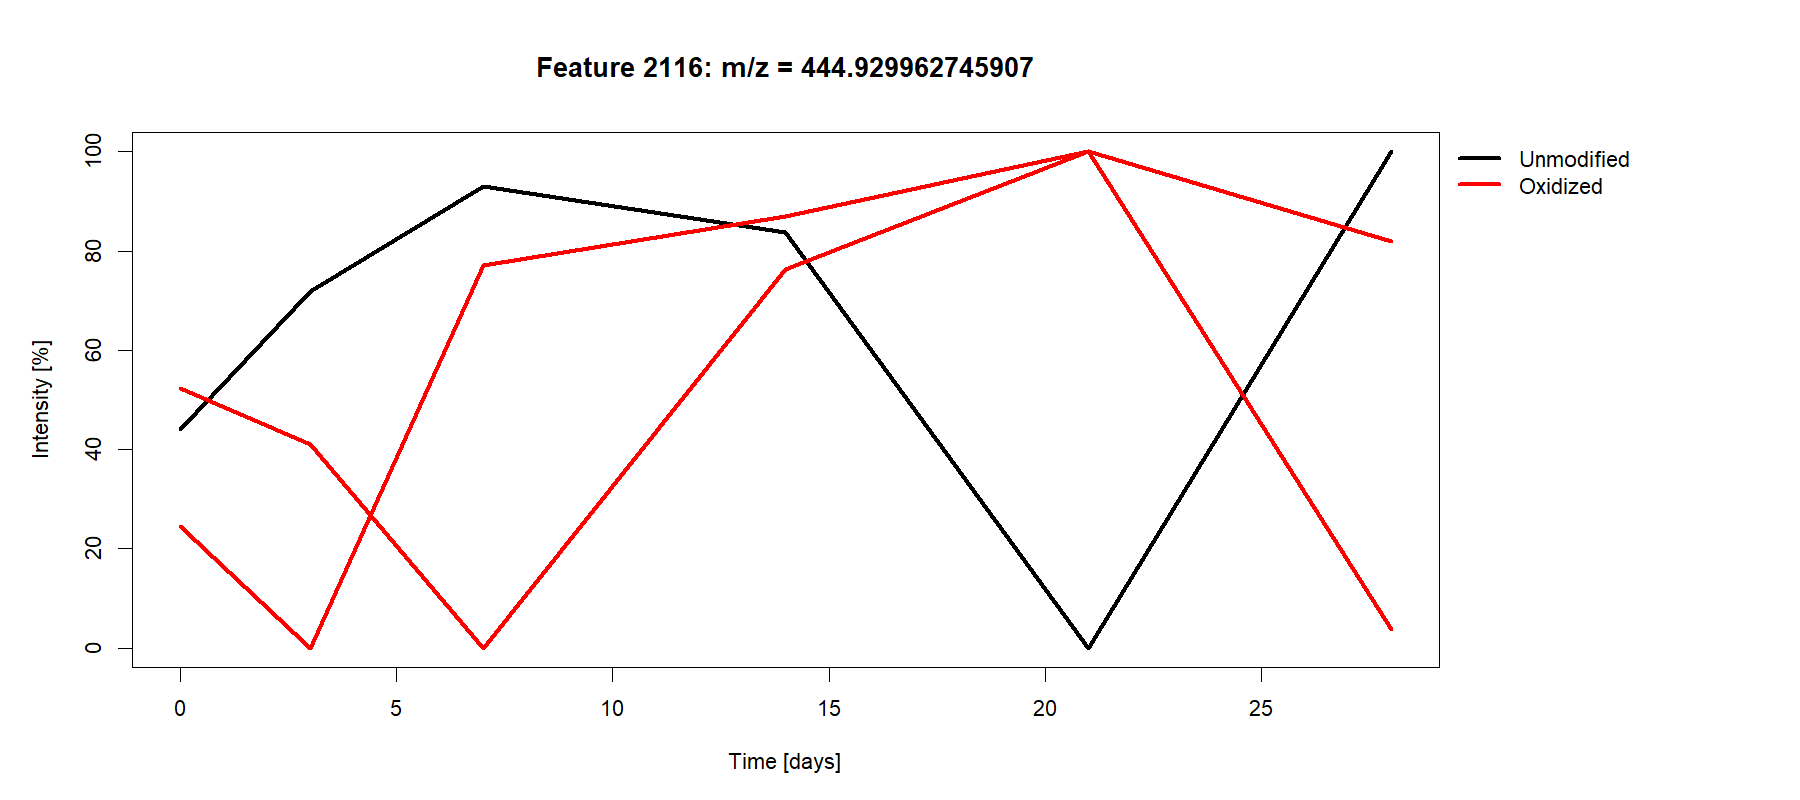 Feature 2116: m/z = 444.929962745907
Unmodified
Oxidized
Intensity [%]
100
80
60
40
20
0
0 5 10 15 20 25
Time [days]